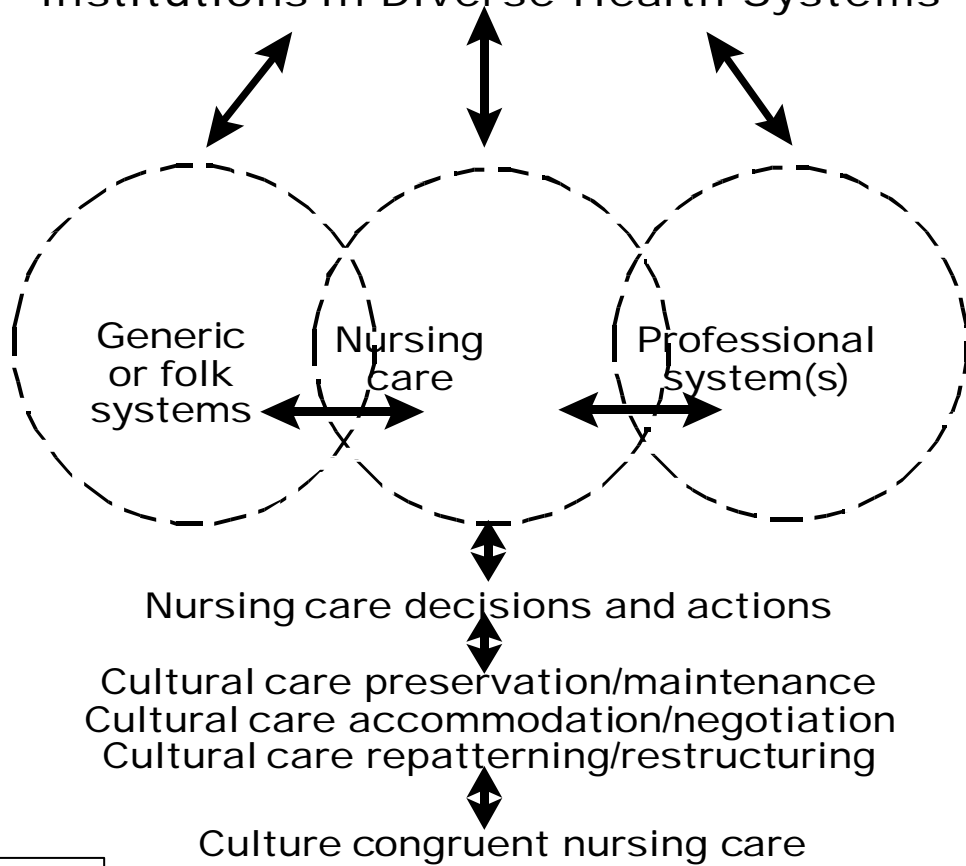 Institutions in Diverse Health Systems
Generic
or folk
systems
Nursing
care
Professional
system(s)
Nursing care decisions and actions
Cultural care preservation/maintenance
Cultural care accommodation/negotiation
Cultural care repatterning/restructuring
Culture congruent nursing care